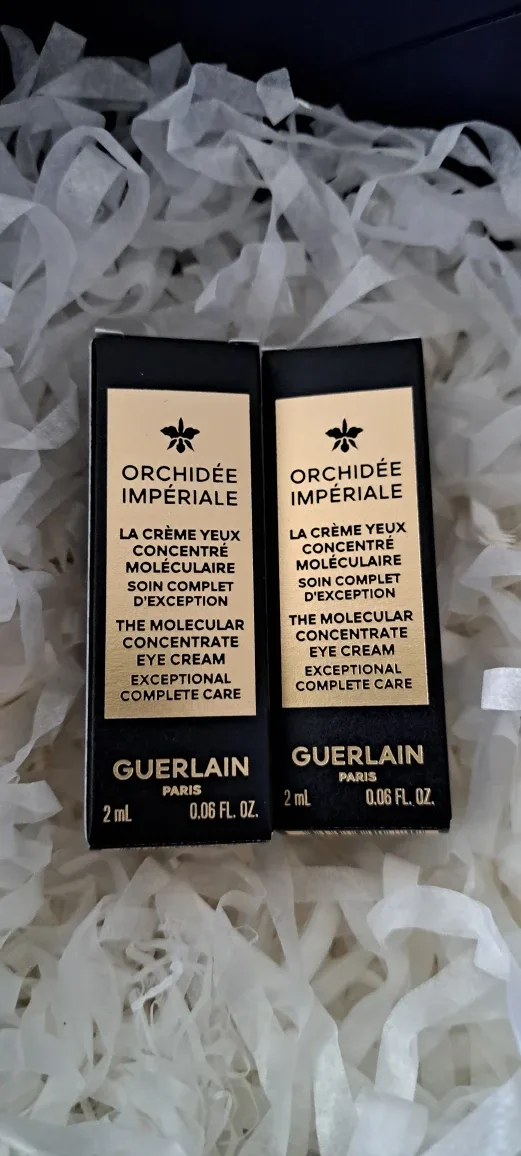 ORCHIDÉE
IMPÉRIALE
LA CRÈME YEUX
CONCENTRÉ
MOLÉCULAIRE
SOIN COMPLET
D'EXCEPTION
THE MOLECULAR
CONCENTRATE
EYE CREAM
EXCEPTIONAL
COMPLETE CARE
GUERLAIN
PARIS
2 mL 0.06 FL. OZ.
ORCHIDÉE
IMPÉRIALE
LA CRÈME YEUX
CONCENTRÉ
MOLÉCULAIRE
SOIN COMPLET
D'EXCEPTION
THE MOLECULAR
CONCENTRATE
EYE CREAM
EXCEPTIONAL
COMPLETE CARE
GUERLAIN
PARIS
2 mL 0.06 FL. OZ.